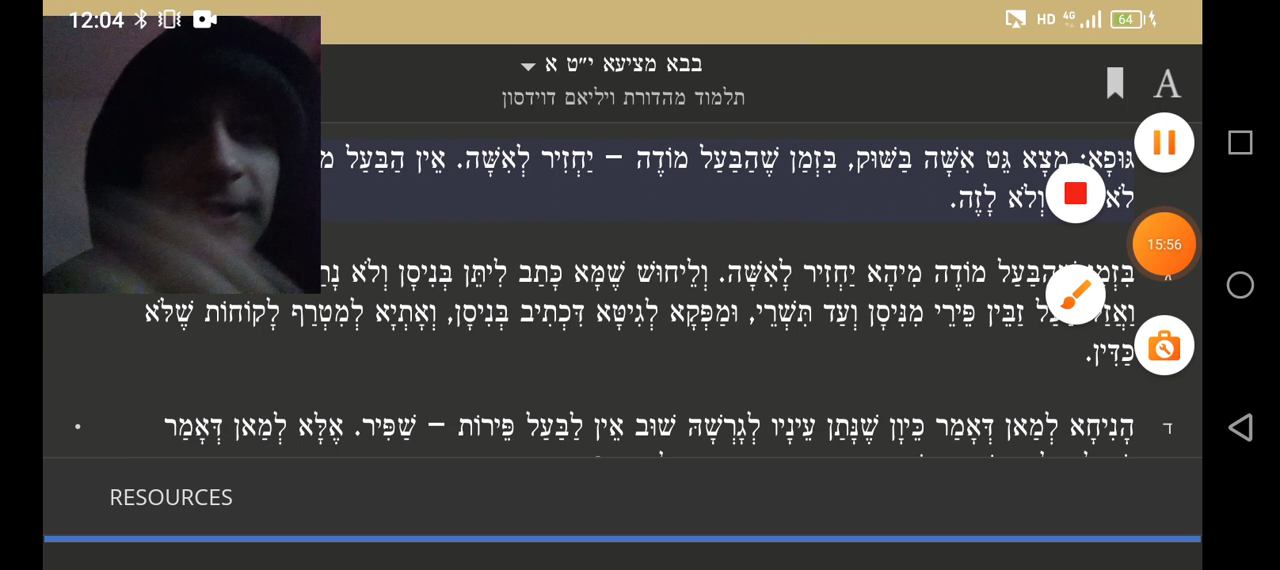 12:04
HD 4G 64
בבא מציעא י״ט א
תלמוד מהדורת ויליאם דוידסון
A
גּוּפָא: מָצָא גֵּט אִשָּׁה בַּשּׁוּק, בִּזְמַן שֶׁהַבַּעַל מוֹדֶה – יַחְזִיר לְאִשָּׁה. אֵין הַבַּעַל
וְלֹא לָזֶה.
15:56
מוֹדֶה מִיהָא יַחְזִיר לָאִשָּׁה. וְלֵיחוּשׁ שֶׁמָּא כָּתַב לִיתֵּן בְּנִיסָן וְלֹא
זַבֵּין פֵּירֵי מִנִּיסָן וְעַד תִּשְׁרֵי, וּמַפְּקָא לְגִיטָּא דִּכְתִיב בְּנִיסָן, וְאָתְיָא לְמִטְרַף לָקוֹחוֹת שֶׁלֹּא
כַּדִּין.
ד
הָנִיחָא לְמַאן דְּאָמַר כֵּיוָן שֶׁנָּתַן עֵינָיו לְגָרְשָׁהּ שׁוּב אֵין לַבַּעַל פֵּירוֹת – שַׁפִּיר. אֶלָּא לְמַאן דְּאָמַר
RESOURCES